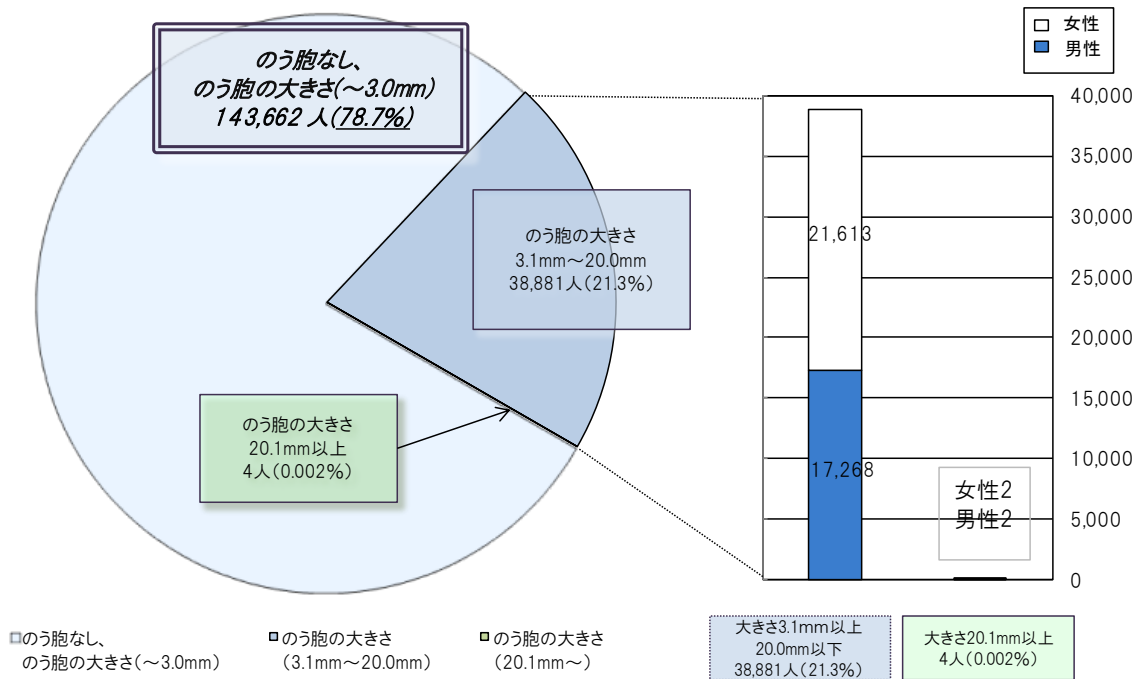 のう胞なし、
のう胞の大きさ(～3.0mm)
143,662 人(78.7%)
のう胞の大きさ
3.1mm～20.0mm
38,881人(21.3%)
のう胞の大きさ
20.1mm以上
4人(0.002%)
女性
男性
40,000
35,000
30,000
25,000
20,000
15,000
10,000
5,000
0
21,613
17,268
女性2
男性2
のう胞なし、
のう胞の大きさ(～3.0mm)
のう胞の大きさ
(3.1mm～20.0mm)
のう胞の大きさ
(20.1mm～)
大きさ3.1mm以上
20.0mm以下
38,881人(21.3%)
大きさ20.1mm以上
4人(0.002%)